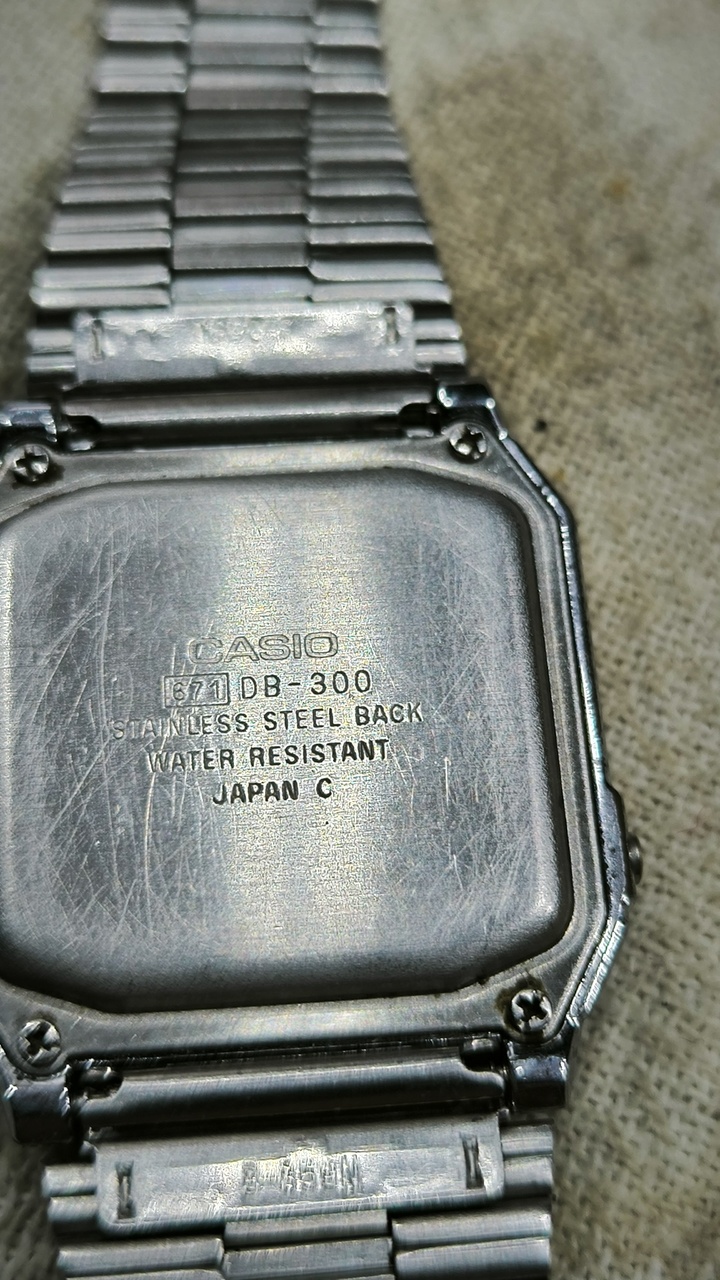 CASIO
671 DB-300
STAINLESS STEEL BACK
WATER RESISTANT
JAPAN C